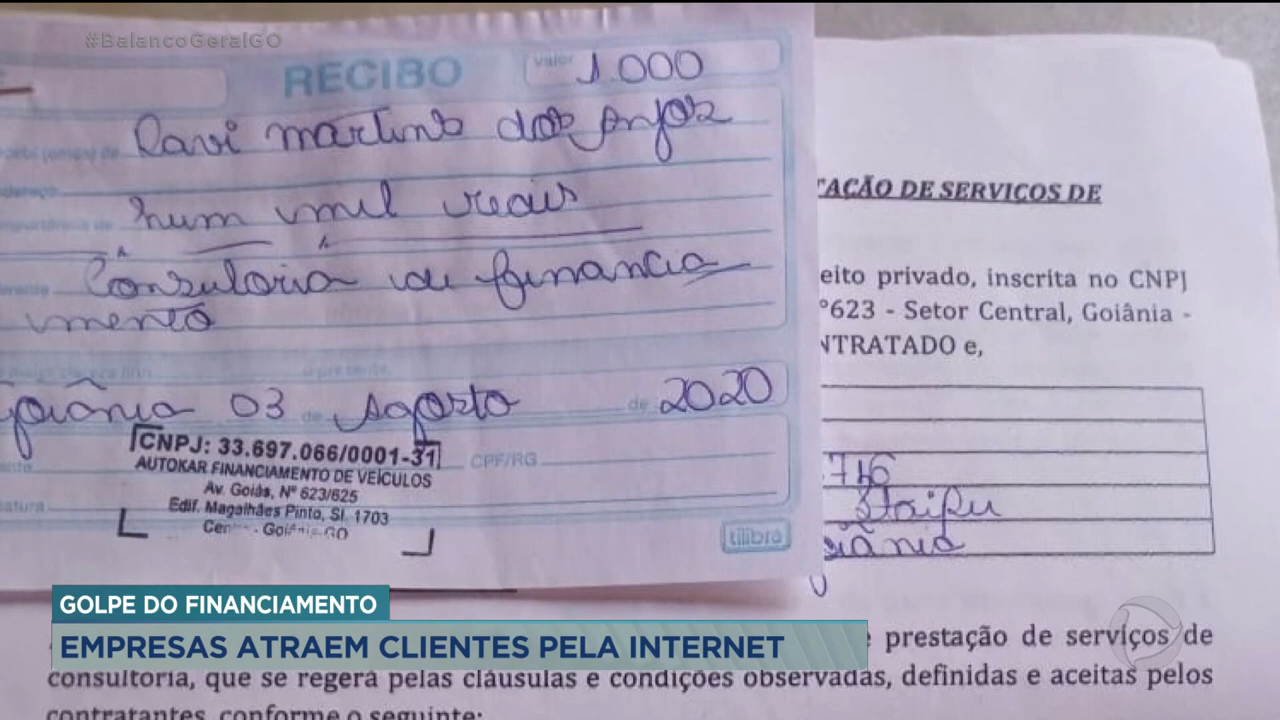 #BalancoGeralGO
RECIBO
valor 1.000
Davi martins dos Anjos
hum mil reais
Consutoria de financia
mento
Goiânia 03 de Agosto de 2020
CNPJ: 33.697.066/0001-31
CPF/RG
AUTOKAR FINANCIAMENTO DE VEÍCULOS
Av. Goiás, Nº 623/625
Edif. Magalhães Pinto, Sl. 1703
tilibra
TAÇÃO DE SERVIÇOS DE
eito privado, inscrita no CNPJ
º623 - Setor Central, Goiânia -
NTRATADO e,
716
Itaipu
iânia
GOLPE DO FINANCIAMENTO
EMPRESAS ATRAEM CLIENTES PELA INTERNET
e prestação de serviços de
consultoria, que se regerá pelas cláusulas e condições observadas, definidas e aceitas pelos
contratantes, conforme o seguinte: